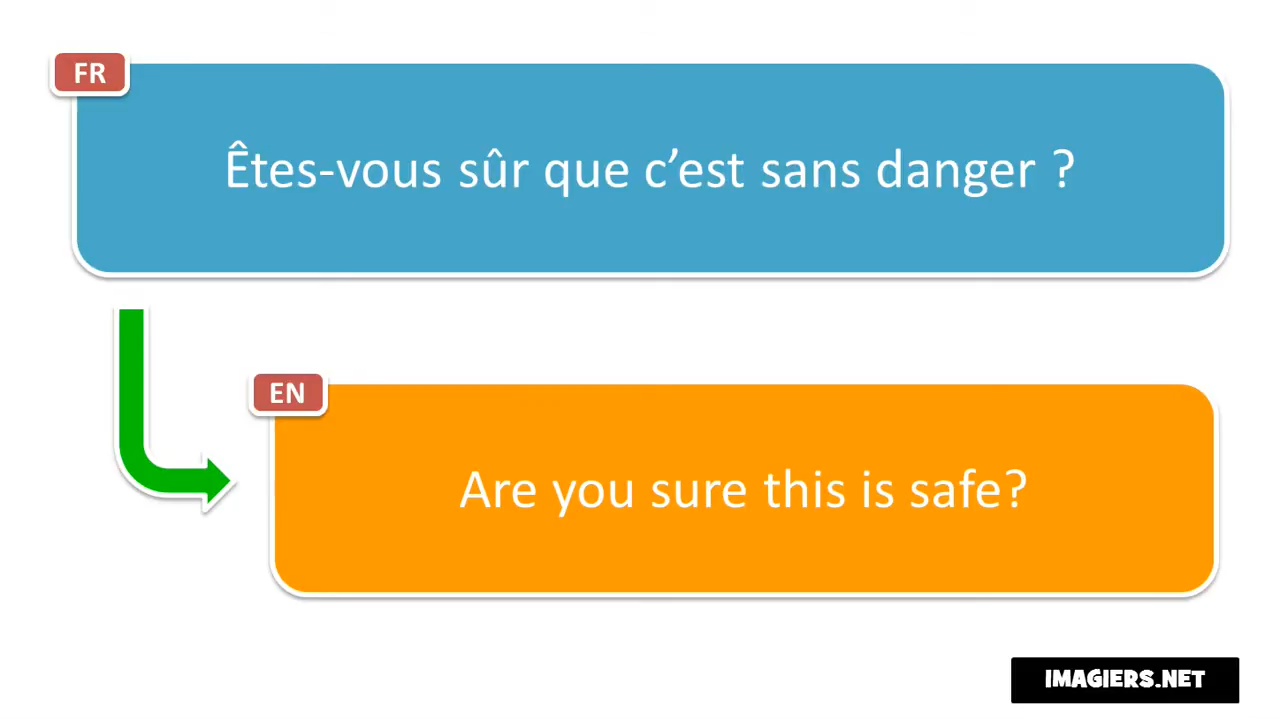 FR
Êtes-vous sûr que c’est sans danger ?
EN
Are you sure this is safe?
IMAGIERS.NET